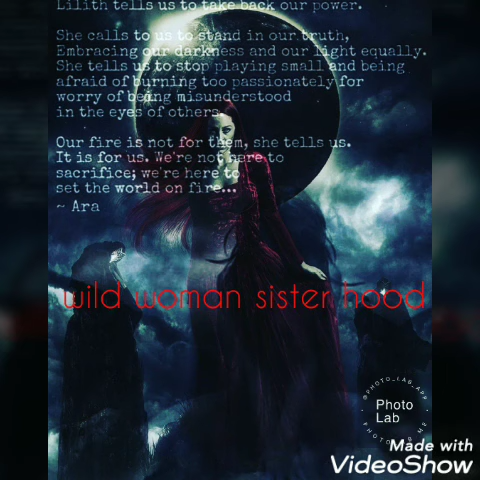 Lilith tells us to take back our power.
She calls to us to stand in our truth,
Embracing our darkness and our light equally.
She tells us to stop playing small and being
afraid of burning too passionately for
worry of being misunderstood
in the eyes of others.
Our fire is not for them, she tells us.
It is for us. We're not here to
sacrifice; we're here to
set the world on fire...
~ Ara
wild woman sister hood
@PHOTO_LAB_APP
Photo
Lab
Made with
VideoShow